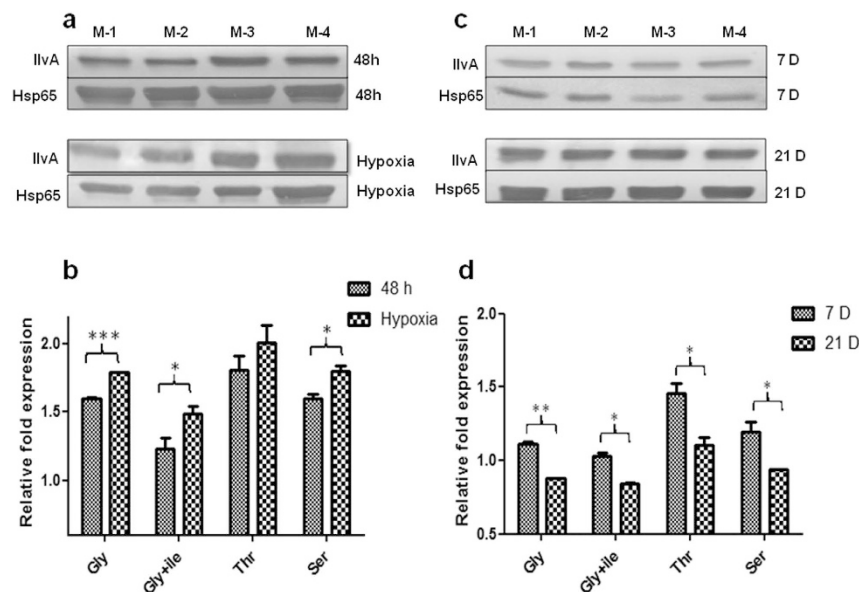 a
M-1 M-2 M-3 M-4
IlvA 48h
Hsp65 48h
IlvA Hypoxia
Hsp65 Hypoxia
c
M-1 M-2 M-3 M-4
IlvA 7 D
Hsp65 7 D
IlvA 21 D
Hsp65 21 D
b
48 h
Hypoxia
Relative fold expression
2.0
1.5
1.0
***
*
*
Gly Gly+ile Thr Ser
d
7 D
21 D
Relative fold expression
2.0
1.5
1.0
0.5
**
*
*
*
Gly Gly+ile Thr Ser